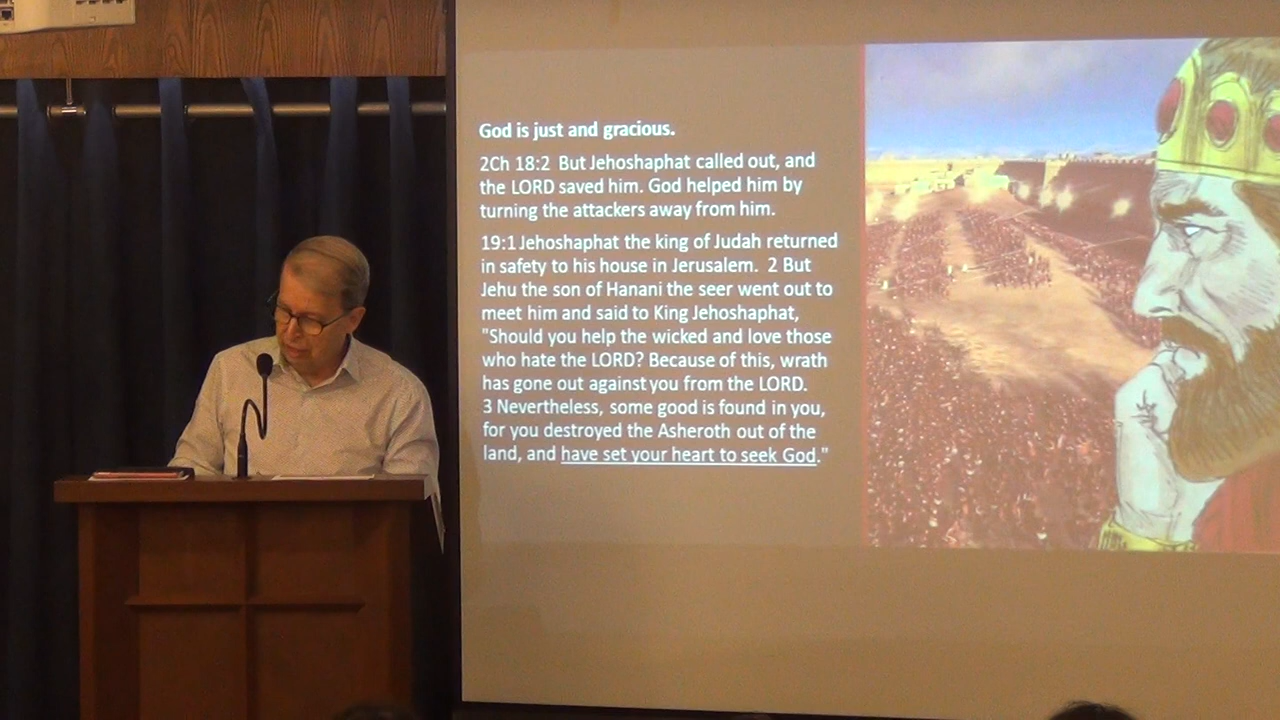 God is just and gracious.
2Ch 18:2 But Jehoshaphat called out, and
the LORD saved him. God helped him by
turning the attackers away from him.
19:1 Jehoshaphat the king of Judah returned
in safety to his house in Jerusalem. 2 But
Jehu the son of Hanani the seer went out to
meet him and said to King Jehoshaphat,
"Should you help the wicked and love those
who hate the LORD? Because of this, wrath
has gone out against you from the LORD.
3 Nevertheless, some good is found in you,
for you destroyed the Asheroth out of the
land, and have set your heart to seek God."